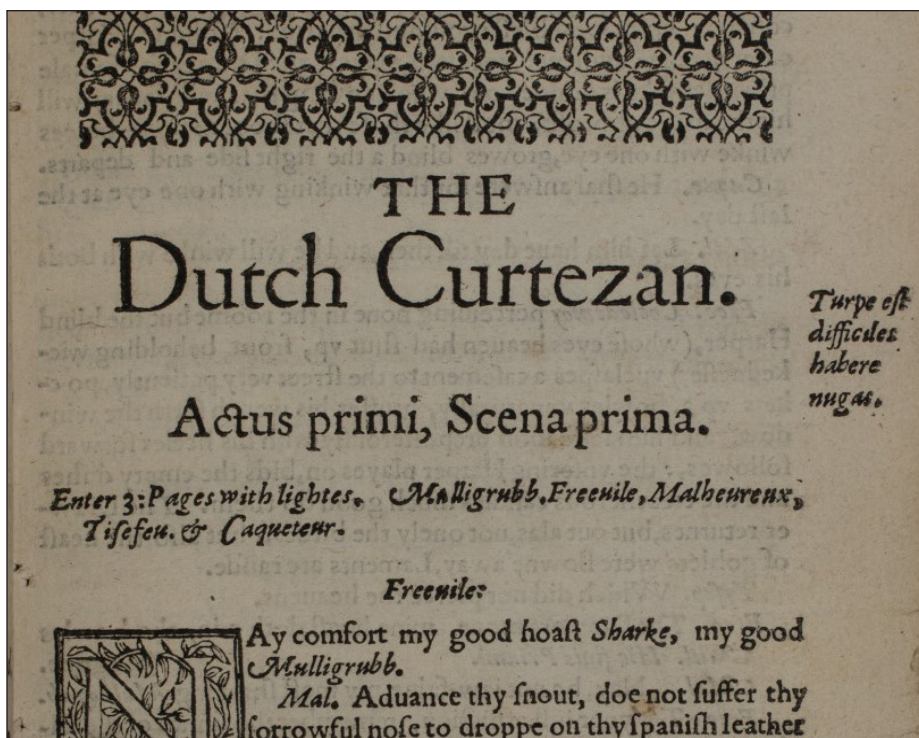 THE
Dutch Curtezan.
Turpe est
difficiles
habere
nugas.
Actus primi, Scena prima.
Enter 3: Pages with lightes. Mulligrubb, Freeuile, Malheureux,
Tisefeu. & Caqueteur.
Freeuile:
NAy comfort my good hoast Sharke, my good
Mulligrubb.
Mal. Aduance thy snout, doe not suffer thy
sorrowful nose to droppe on thy spanish leather